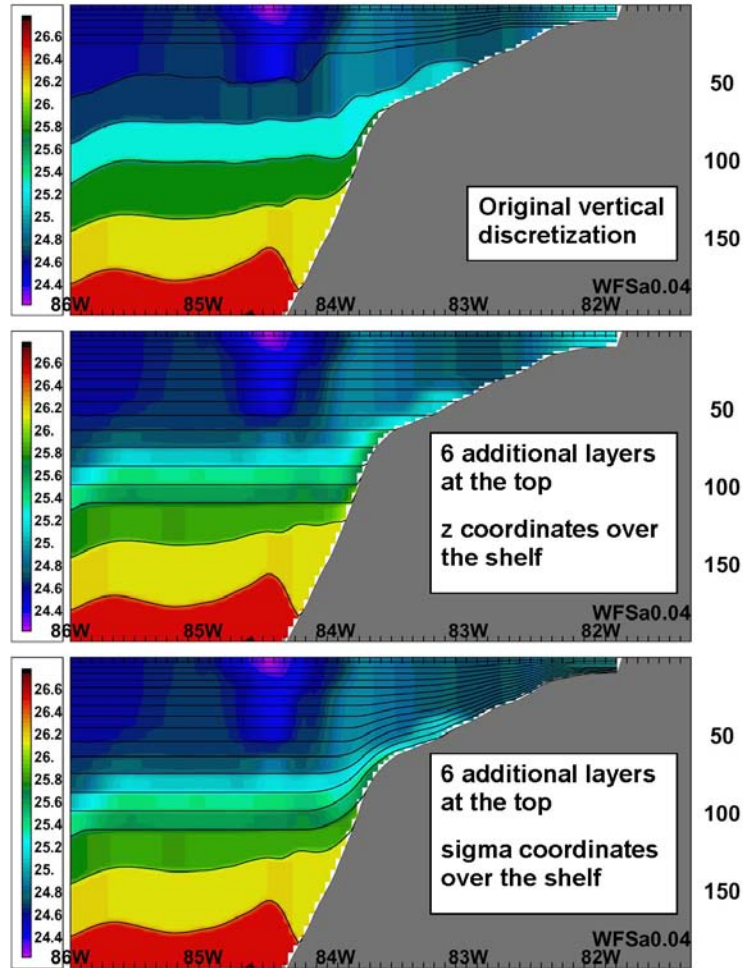 26.6
26.4
26.2
26.0
25.8
25.6
25.4
25.2
25.0
24.8
24.6
24.4
50
100
150
Original vertical
discretization
WFSa0.04
86W 85W 84W 83W 82W
26.6
26.4
26.2
26.0
25.8
25.6
25.4
25.2
25.0
24.8
24.6
24.4
50
100
150
6 additional layers
at the top
z coordinates over
the shelf
WFSa0.04
86W 85W 84W 83W 82W
26.6
26.4
26.2
26.0
25.8
25.6
25.4
25.2
25.0
24.8
24.6
24.4
50
100
150
6 additional layers
at the top
sigma coordinates
over the shelf
WFSa0.04
86W 85W 84W 83W 82W